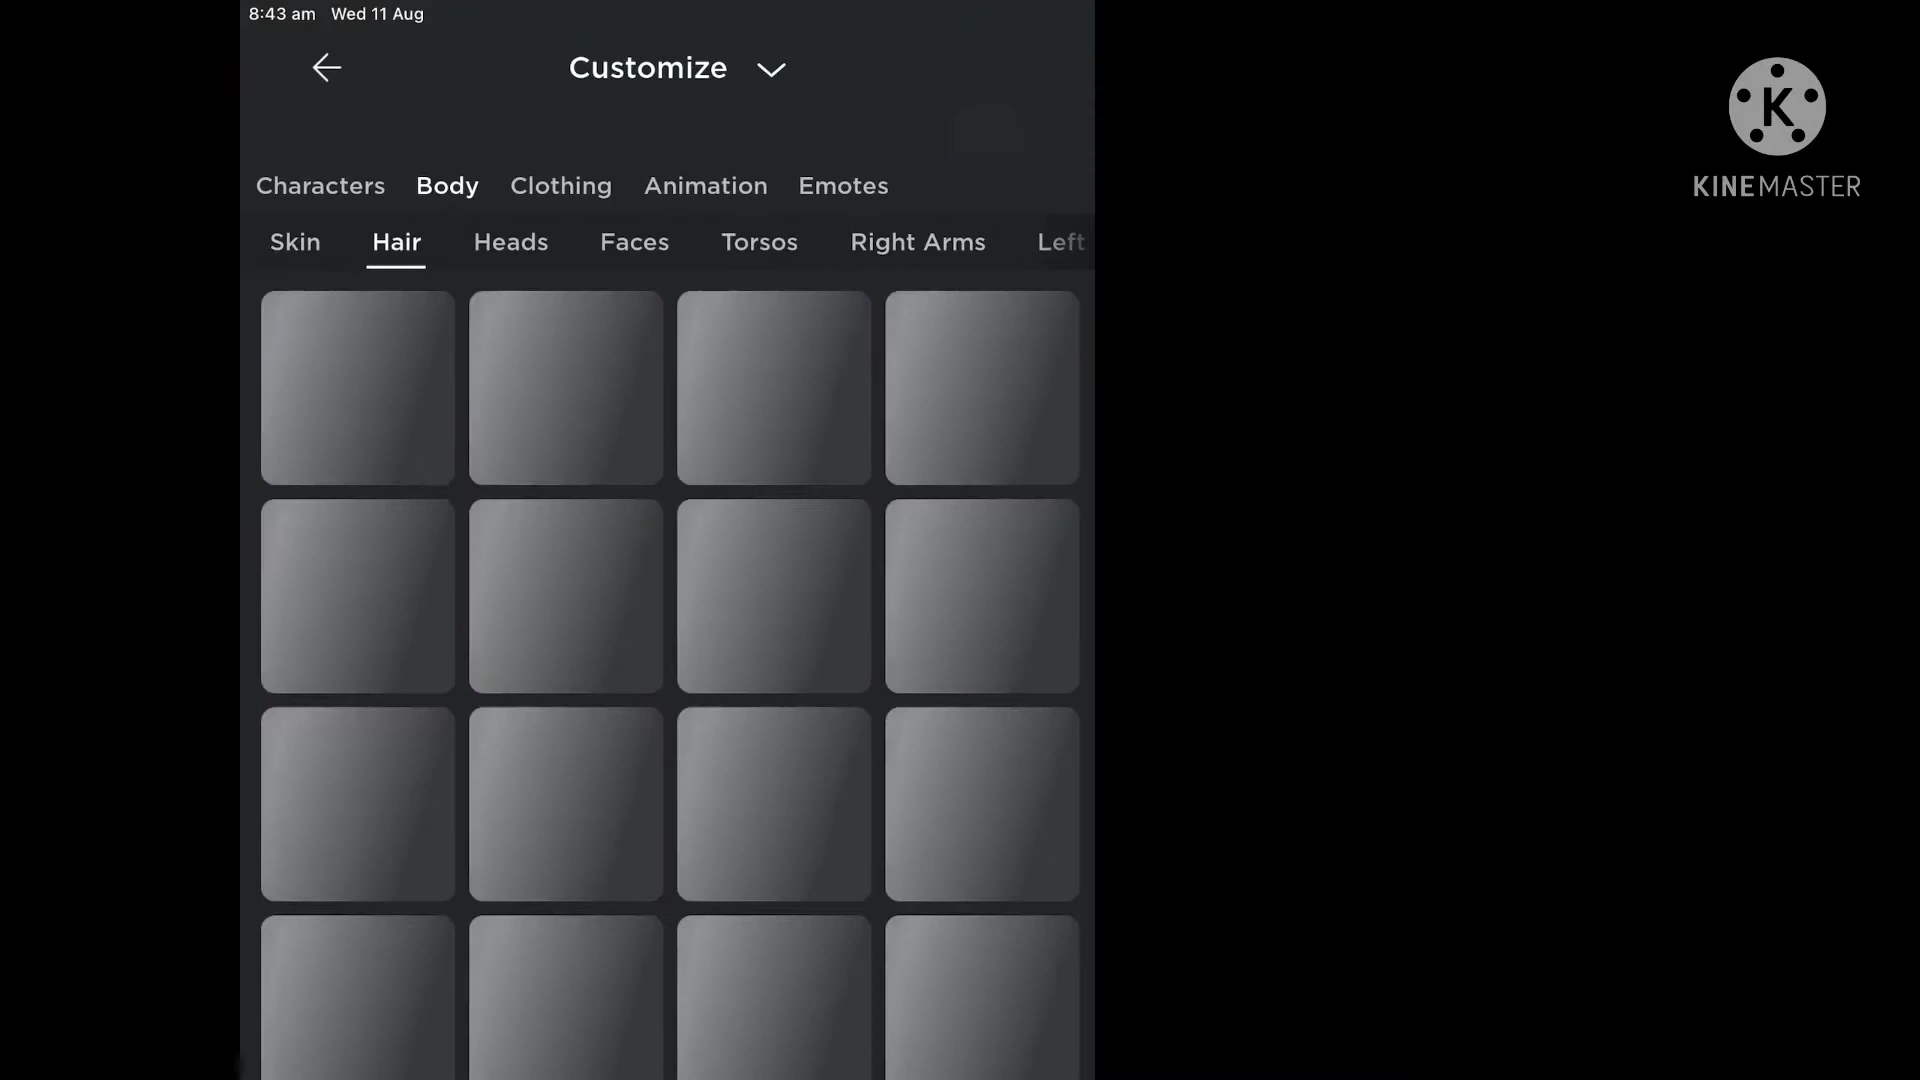 8:43 am Wed 11 Aug
Customize
K
KINEMASTER
Characters Body Clothing Animation Emotes
Skin Hair Heads Faces Torsos Right Arms Left